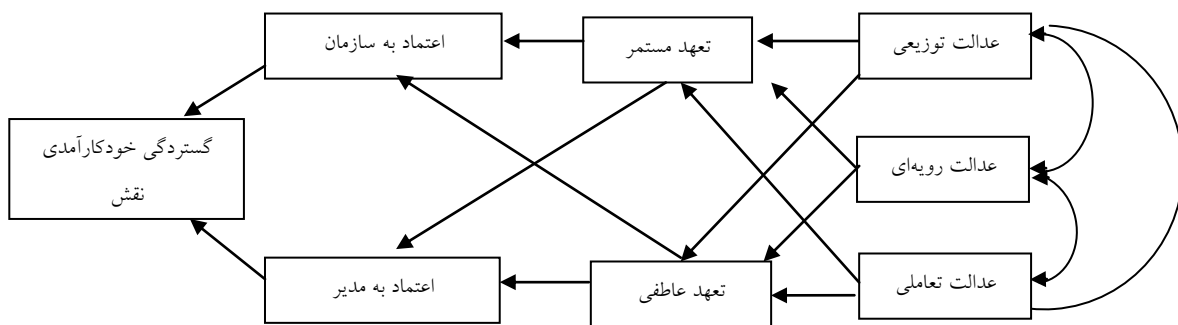 عدالت توزیعی
تعهد مستمر
اعتماد به سازمان
عدالت رویه‌ای
گستردگی خودکارآمدی
نقش
عدالت تعاملی
تعهد عاطفی
اعتماد به مدیر